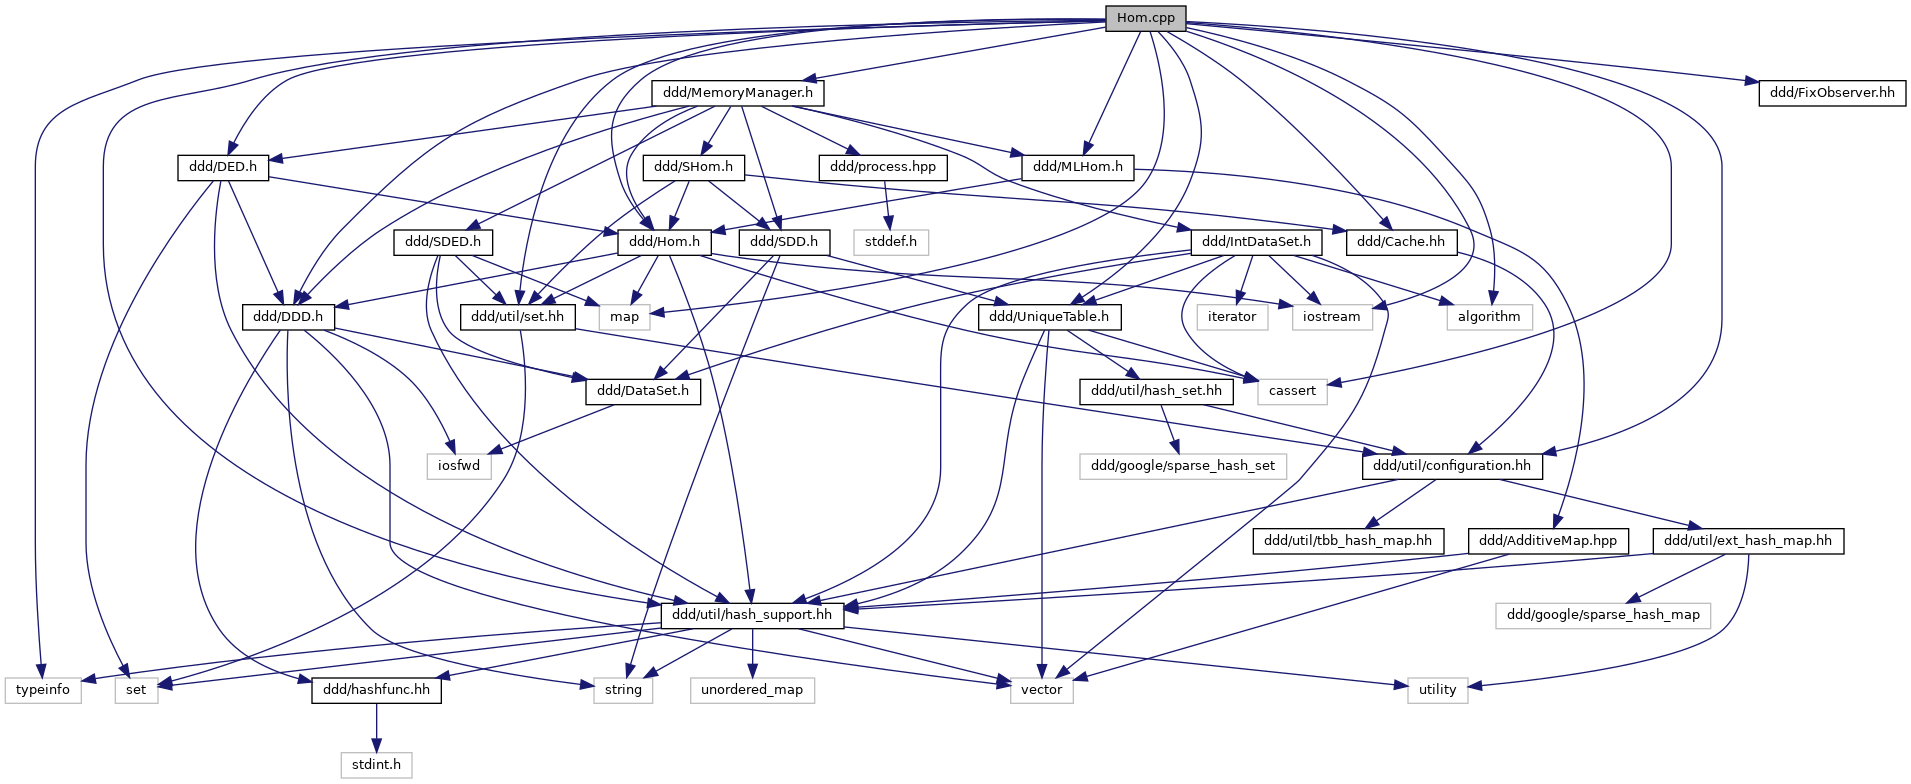 Hom.cpp
ddd/MemoryManager.h
ddd/FixObserver.hh
ddd/DED.h
ddd/SHom.h
ddd/process.hpp
ddd/MLHom.h
ddd/SDED.h
ddd/Hom.h
ddd/SDD.h
stddef.h
ddd/IntDataSet.h
ddd/Cache.hh
ddd/DDD.h
ddd/util/set.hh
map
ddd/UniqueTable.h
iterator
iostream
algorithm
ddd/DataSet.h
ddd/util/hash_set.hh
cassert
iosfwd
ddd/google/sparse_hash_set
ddd/util/configuration.hh
ddd/util/tbb_hash_map.hh
ddd/AdditiveMap.hpp
ddd/util/ext_hash_map.hh
ddd/util/hash_support.hh
ddd/google/sparse_hash_map
typeinfo
set
ddd/hashfunc.hh
string
unordered_map
vector
utility
stdint.h